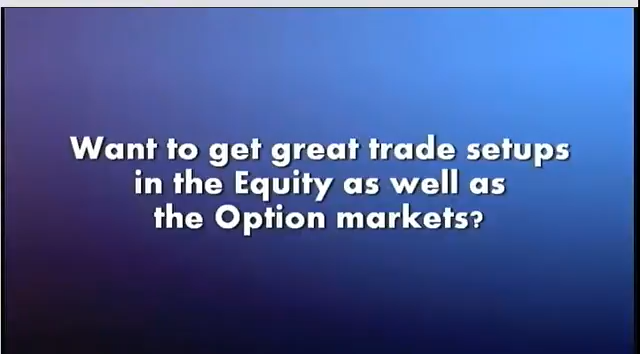 Want to get great trade setups
in the Equity as well as
the Option markets?